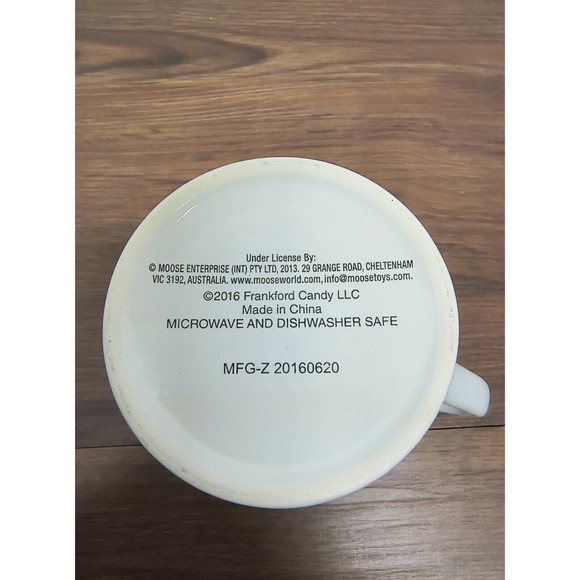 Under License By:
© MOOSE ENTERPRISE (INT) PTY LTD, 2013. 29 GRANGE ROAD, CHELTENHAM
VIC 3192, AUSTRALIA. www.mooseworld.com, info@moosetoys.com.
©2016 Frankford Candy LLC
Made in China
MICROWAVE AND DISHWASHER SAFE
MFG-Z 20160620